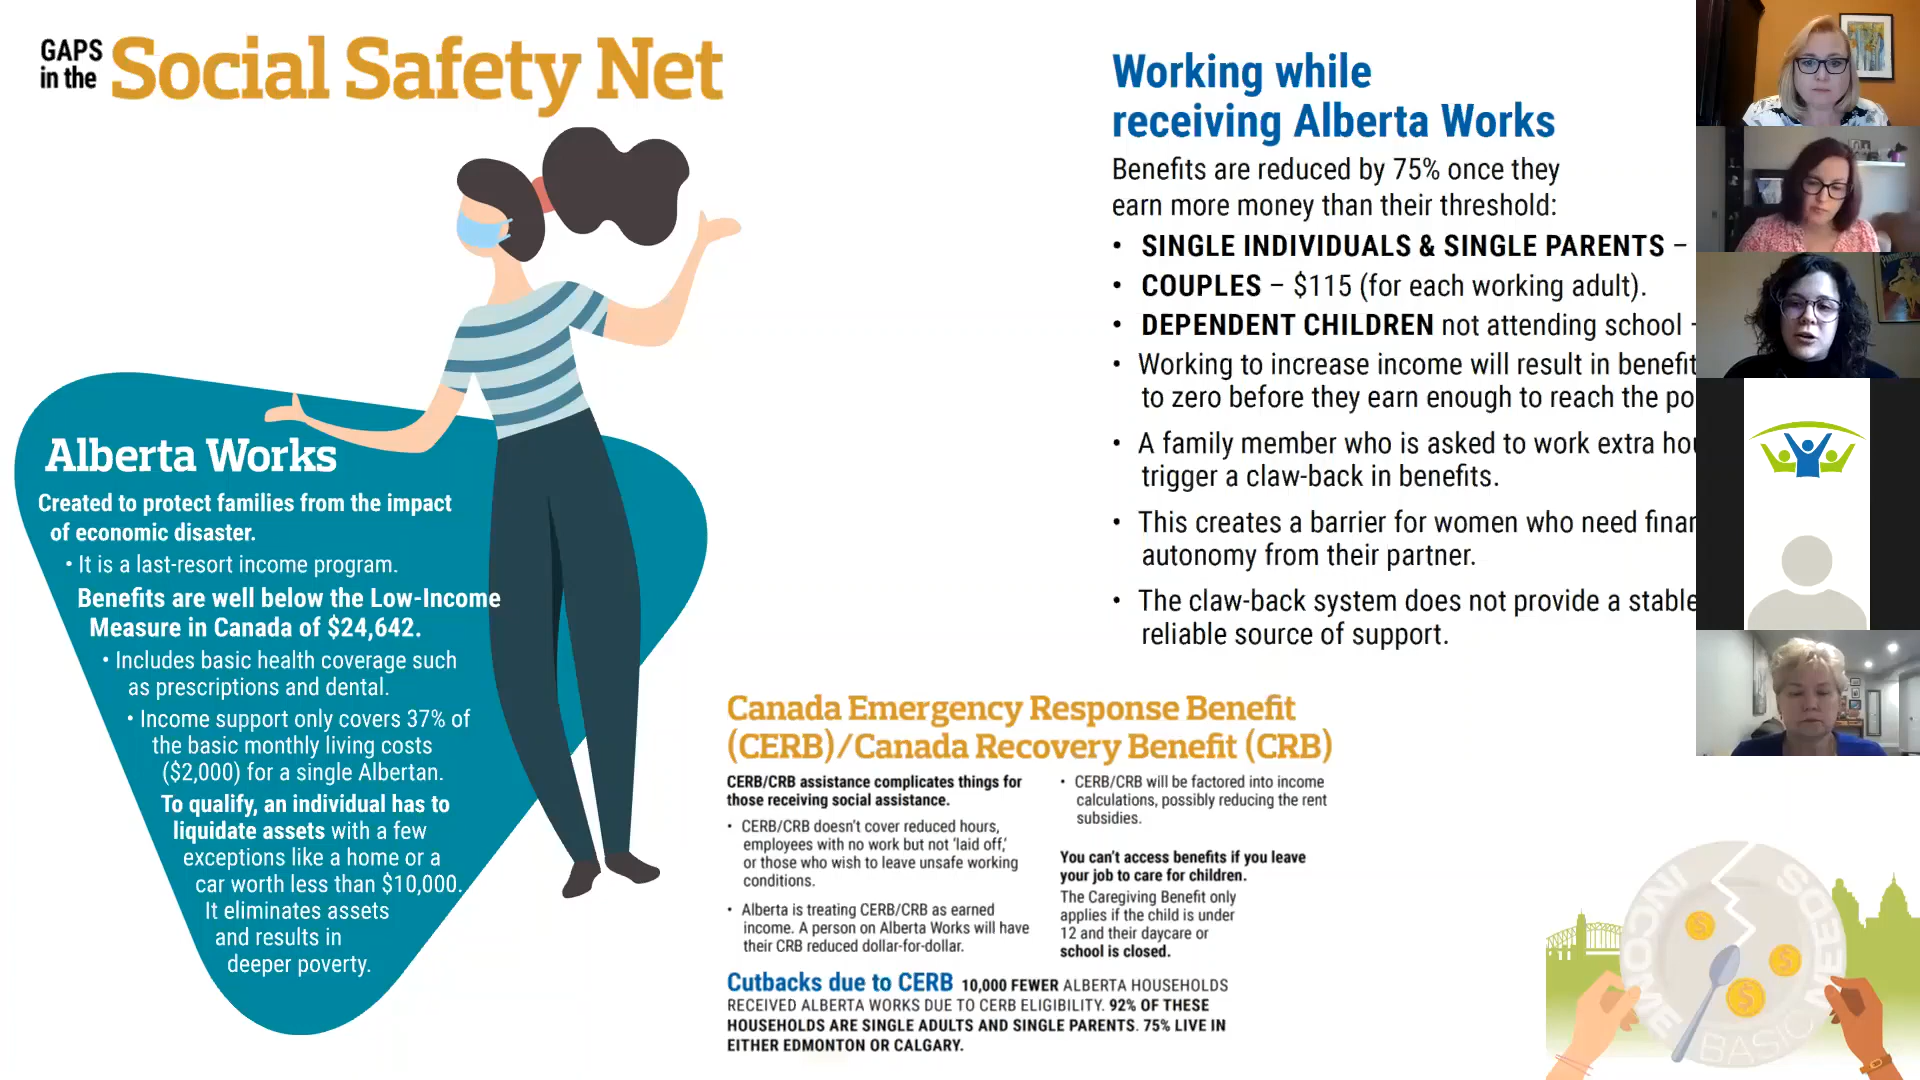 GAPS
in the
Social Safety Net
Alberta Works
Created to protect families from the impact
of economic disaster.
• It is a last-resort income program.
Benefits are well below the Low-Income
Measure in Canada of $24,642.
• Includes basic health coverage such
as prescriptions and dental.
• Income support only covers 37% of
the basic monthly living costs
($2,000) for a single Albertan.
To qualify, an individual has to
liquidate assets with a few
exceptions like a home or a
car worth less than $10,000.
It eliminates assets
and results in
deeper poverty.
Working while
receiving Alberta Works
Benefits are reduced by 75% once they
earn more money than their threshold:
• SINGLE INDIVIDUALS & SINGLE PARENTS –
• COUPLES – $115 (for each working adult).
• DEPENDENT CHILDREN not attending school
• Working to increase income will result in benefit
to zero before they earn enough to reach the po
• A family member who is asked to work extra ho
trigger a claw-back in benefits.
• This creates a barrier for women who need finan
autonomy from their partner.
• The claw-back system does not provide a stable
reliable source of support.
Canada Emergency Response Benefit
(CERB)/Canada Recovery Benefit (CRB)
CERB/CRB assistance complicates things for
those receiving social assistance.
• CERB/CRB doesn't cover reduced hours,
employees with no work but not 'laid off,'
or those who wish to leave unsafe working
conditions.
• Alberta is treating CERB/CRB as earned
income. A person on Alberta Works will have
their CRB reduced dollar-for-dollar.
• CERB/CRB will be factored into income
calculations, possibly reducing the rent
subsidies.
You can't access benefits if you leave
your job to care for children.
The Caregiving Benefit only
applies if the child is under
12 and their daycare or
school is closed.
Cutbacks due to CERB 10,000 FEWER ALBERTA HOUSEHOLDS
RECEIVED ALBERTA WORKS DUE TO CERB ELIGIBILITY. 92% OF THESE
HOUSEHOLDS ARE SINGLE ADULTS AND SINGLE PARENTS. 75% LIVE IN
EITHER EDMONTON OR CALGARY.
INCOME
BASIC
NEEDS